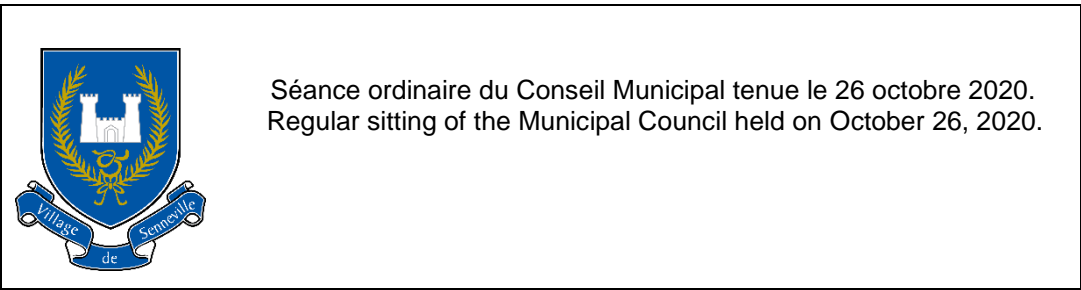 Séance ordinaire du Conseil Municipal tenue le 26 octobre 2020.
Regular sitting of the Municipal Council held on October 26, 2020.
Village
de
Senneville